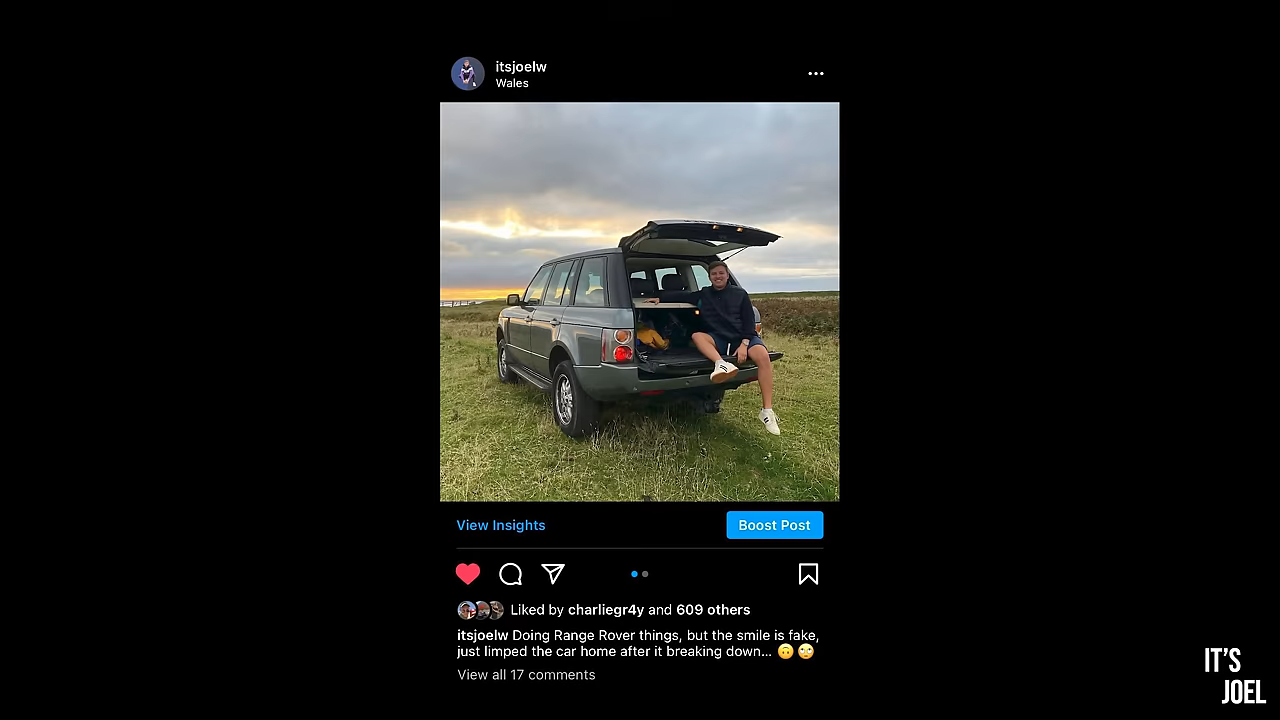 itsjoelw
Wales
View Insights
Boost Post
Liked by charliegr4y and 609 others
itsjoelw Doing Range Rover things, but the smile is fake,
just limped the car home after it breaking down... 🙃 🙄
View all 17 comments
IT'S
JOEL